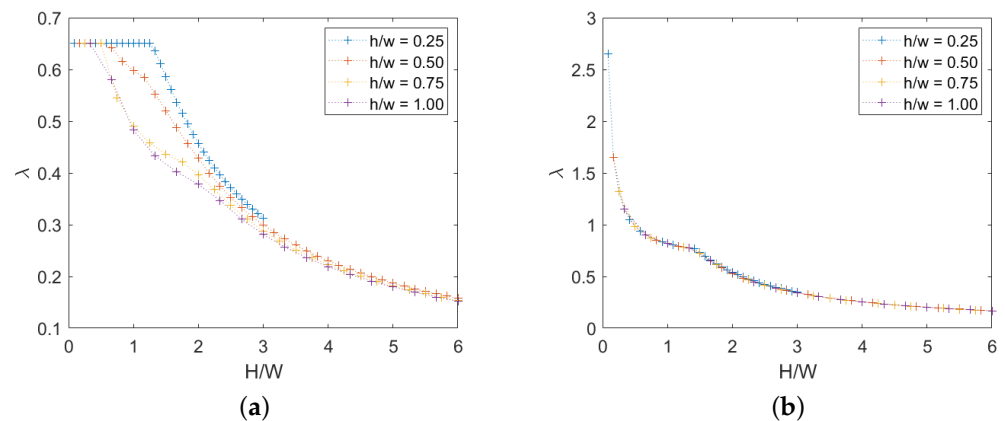 0.7
0.6
0.5
0.4
0.3
0.2
0.1
λ
0 1 2 3 4 5 6
H/W
h/w = 0.25
h/w = 0.50
h/w = 0.75
h/w = 1.00
(a)
3
2.5
2
1.5
1
0.5
0
λ
0 1 2 3 4 5 6
H/W
h/w = 0.25
h/w = 0.50
h/w = 0.75
h/w = 1.00
(b)